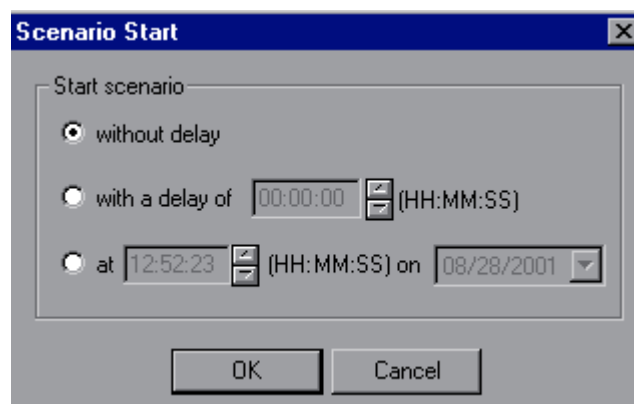 Scenario Start
Start scenario
without delay
with a delay of 00:00:00 (HH:MM:SS)
at 12:52:23 (HH:MM:SS) on 08/28/2001
OK Cancel